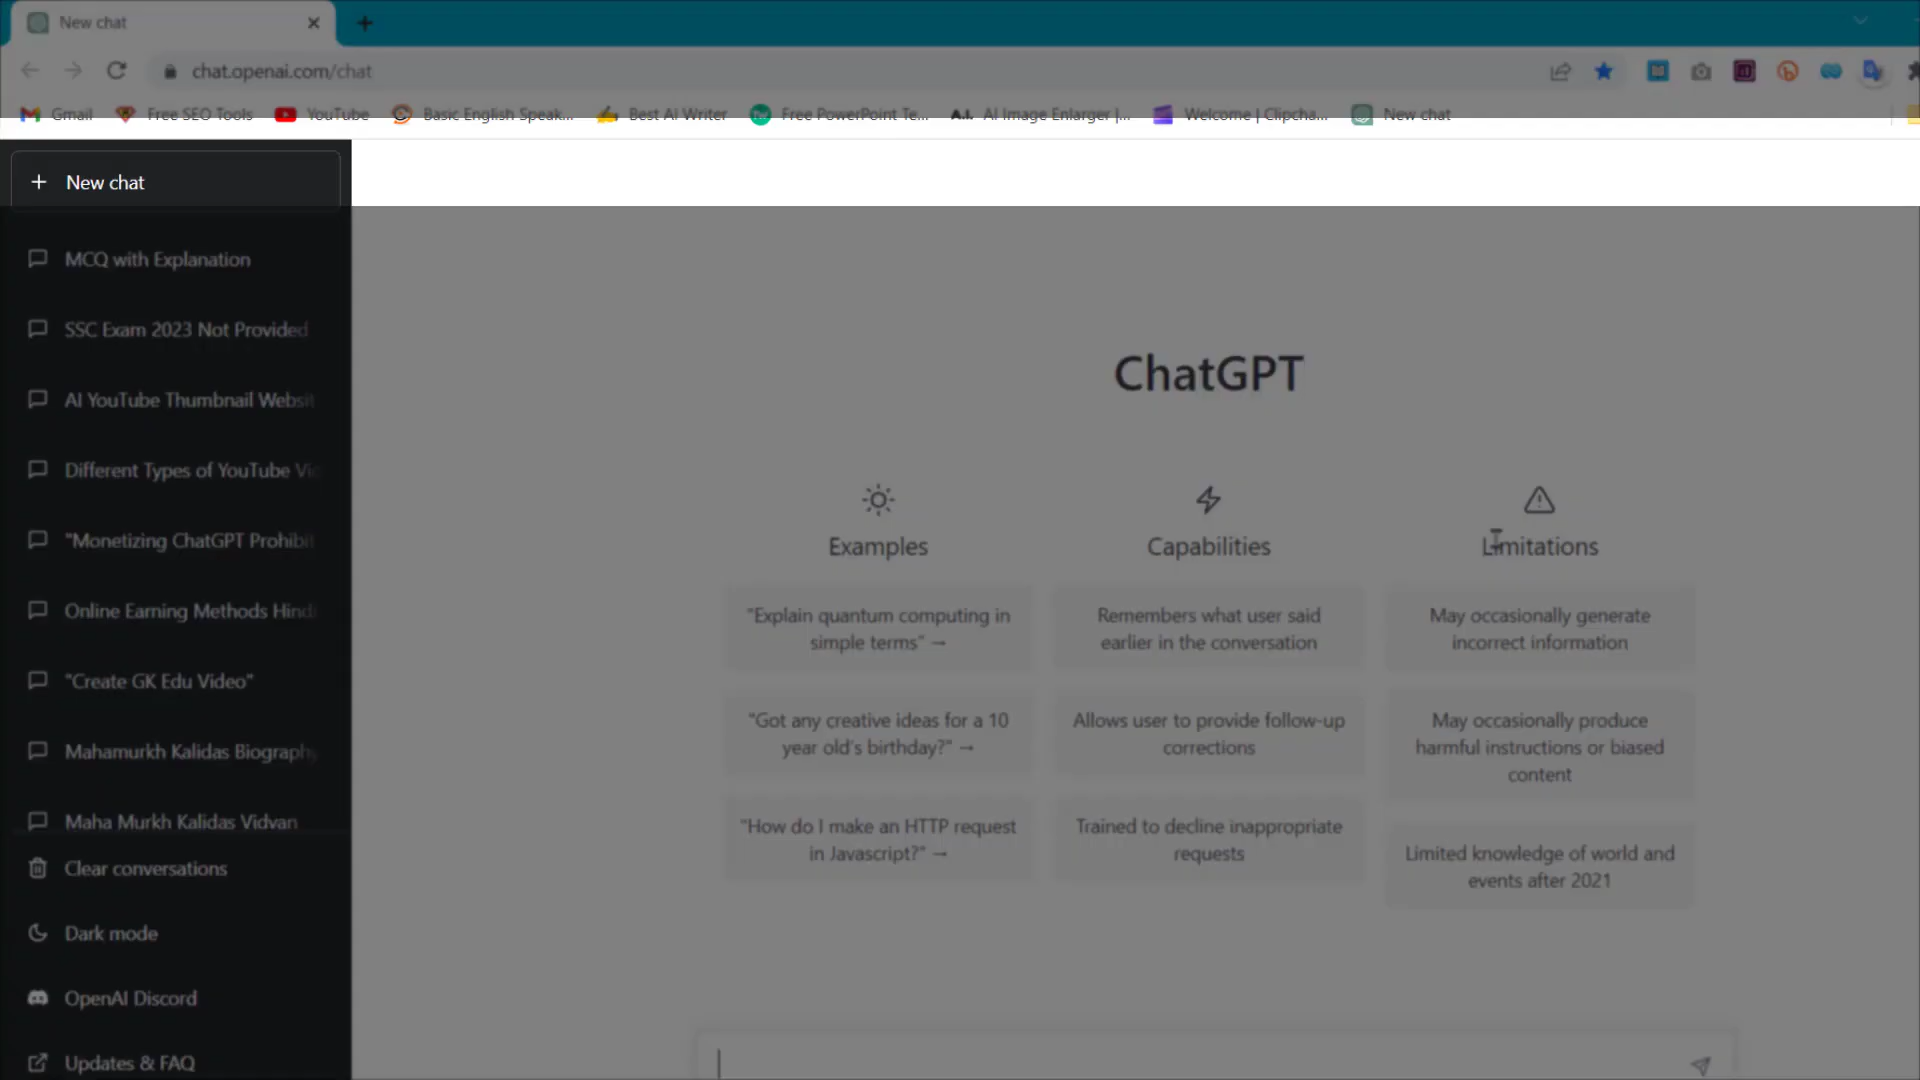 New chat
chat.openai.com/chat
Gmail Free SEO Tools YouTube Basic English Speak... Best AI Writer Free PowerPoint Te... AI Image Enlarger |... Welcome | Clipcha... New chat
New chat
MCQ with Explanation
SSC Exam 2023 Not Provided
AI YouTube Thumbnail Websit
Different Types of YouTube Vi
"Monetizing ChatGPT Prohibit
Online Earning Methods Hind
"Create GK Edu Video"
Mahamurkh Kalidas Biography
Maha Murkh Kalidas Vidvan
Clear conversations
Dark mode
OpenAI Discord
Updates & FAQ
ChatGPT
Examples
"Explain quantum computing in
simple terms" →
"Got any creative ideas for a 10
year old's birthday?" →
"How do I make an HTTP request
in Javascript?" →
Capabilities
Remembers what user said
earlier in the conversation
Allows user to provide follow-up
corrections
Trained to decline inappropriate
requests
Limitations
May occasionally generate
incorrect information
May occasionally produce
harmful instructions or biased
content
Limited knowledge of world and
events after 2021